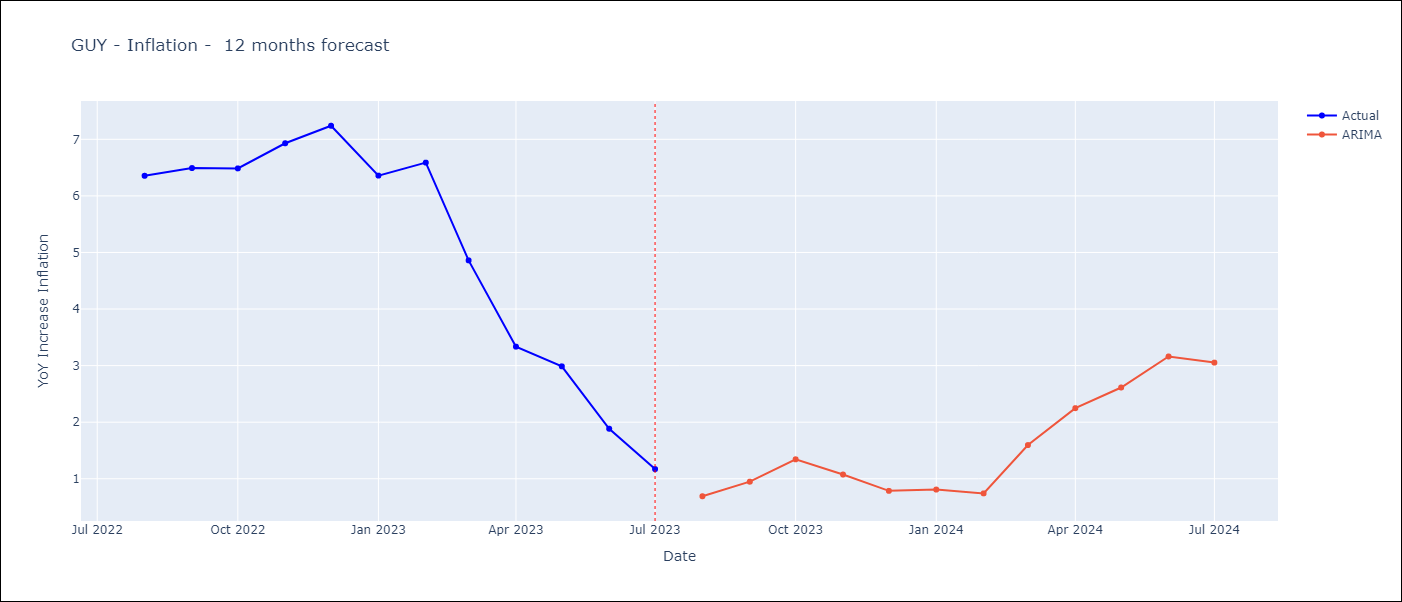 GUY - Inflation -  12 months forecast
Actual
ARIMA
7
6
5
4
3
2
1
YoY Increase Inflation
Jul 2022 Oct 2022 Jan 2023 Apr 2023 Jul 2023 Oct 2023 Jan 2024 Apr 2024 Jul 2024
Date